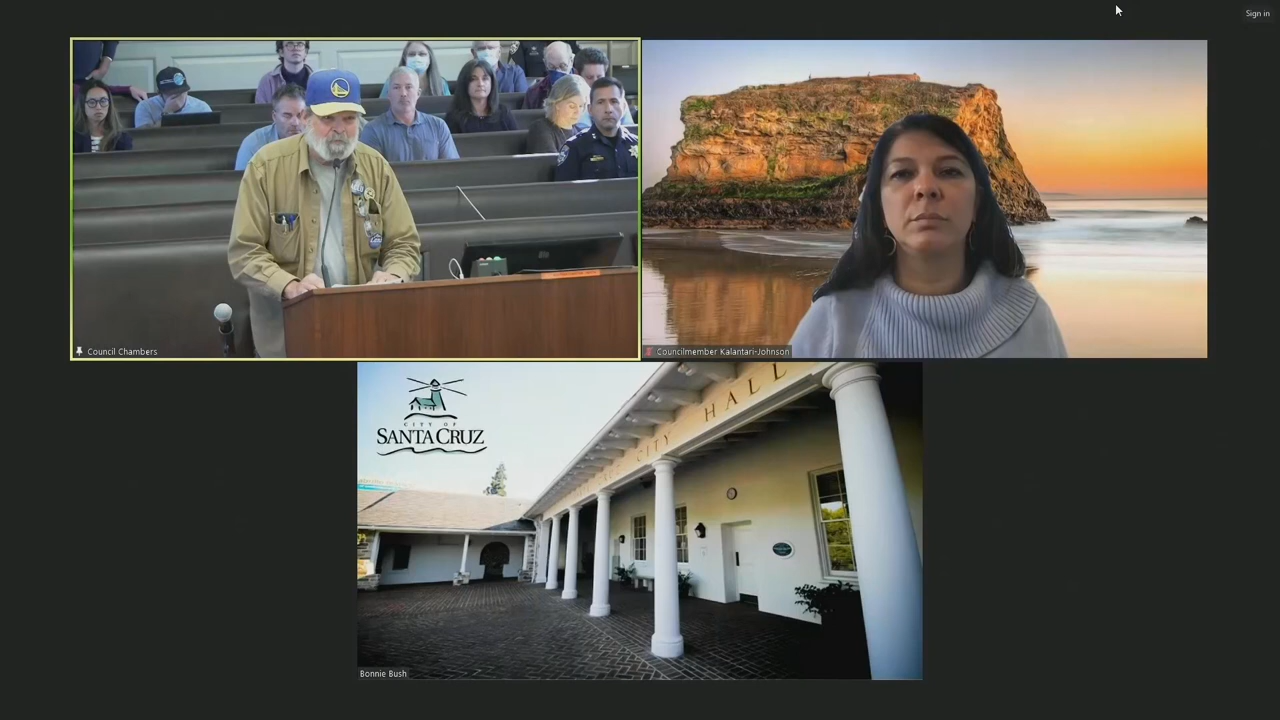 Sign in
Council Chambers
Councilmember Kalantari-Johnson
CITY OF
SANTA CRUZ
CITY HALL
Bonnie Bush